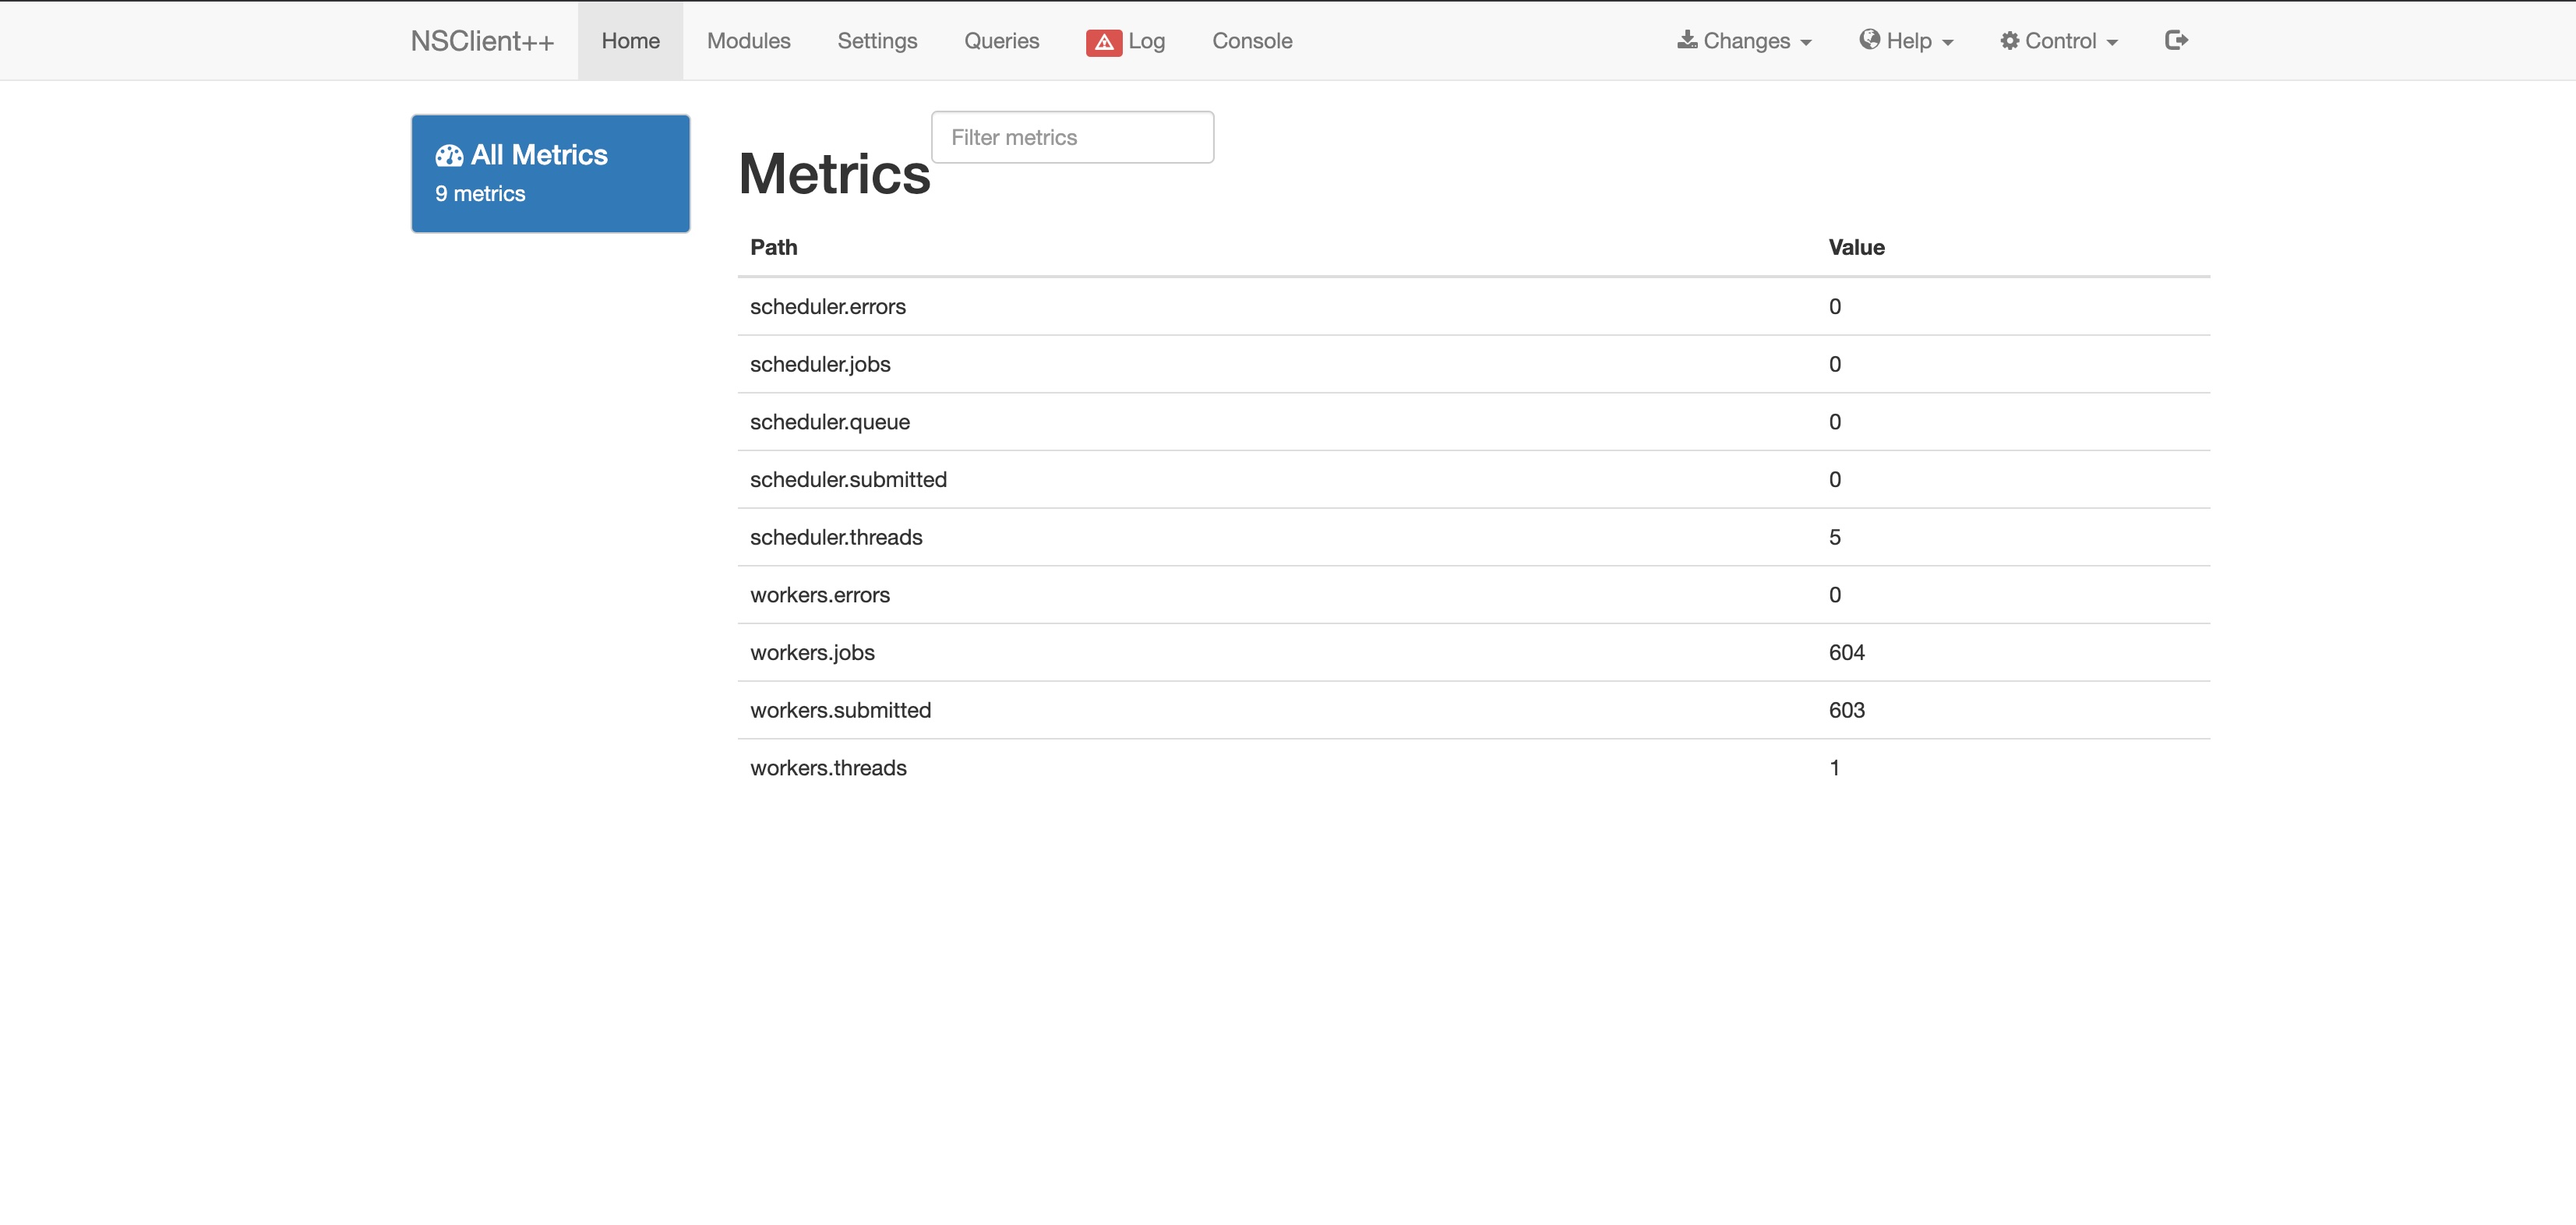 NSClient++ Home Modules Settings Queries Log Console Changes Help Control
All Metrics
9 metrics
Filter metrics
Metrics
Path Value
scheduler.errors 0
scheduler.jobs 0
scheduler.queue 0
scheduler.submitted 0
scheduler.threads 5
workers.errors 0
workers.jobs 604
workers.submitted 603
workers.threads 1